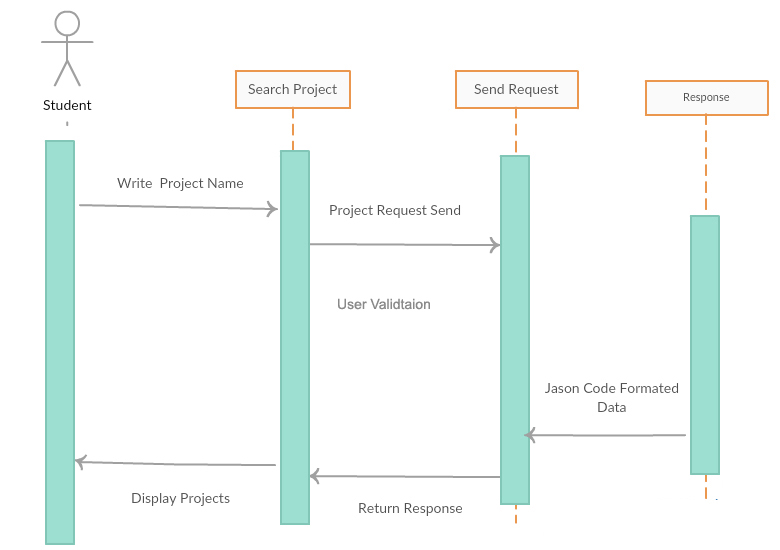 Student
Search Project
Send Request
Response
Write Project Name
Project Request Send
User Validtaion
Jason Code Formated
Data
Display Projects
Return Response